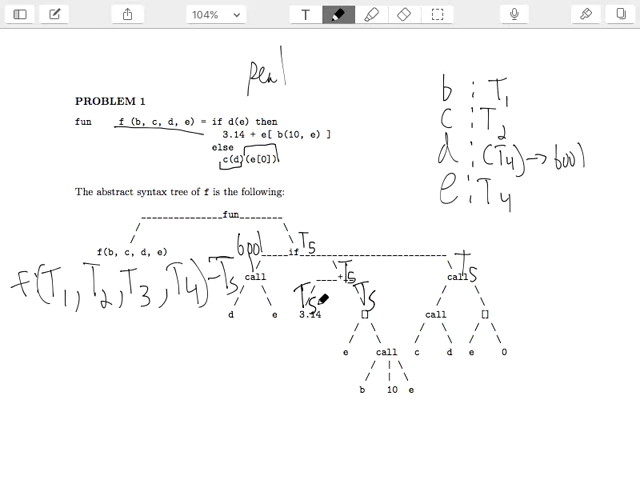 104%
T
real
PROBLEM 1
fun f (b, c, d, e) = if d(e) then
3.14 + e[ b(10, e) ]
else
c(d)(e[0])
b : T1
c : T2
d : (T4) → bool
e : T4
The abstract syntax tree of f is the following:
fun
f(b, c, d, e) if T5
f(T1, T2, T3, T4) - T5
bool
call + T5 call T5
d e T5 3.14 T5 [] call []
e call c d e 0
b 10 e